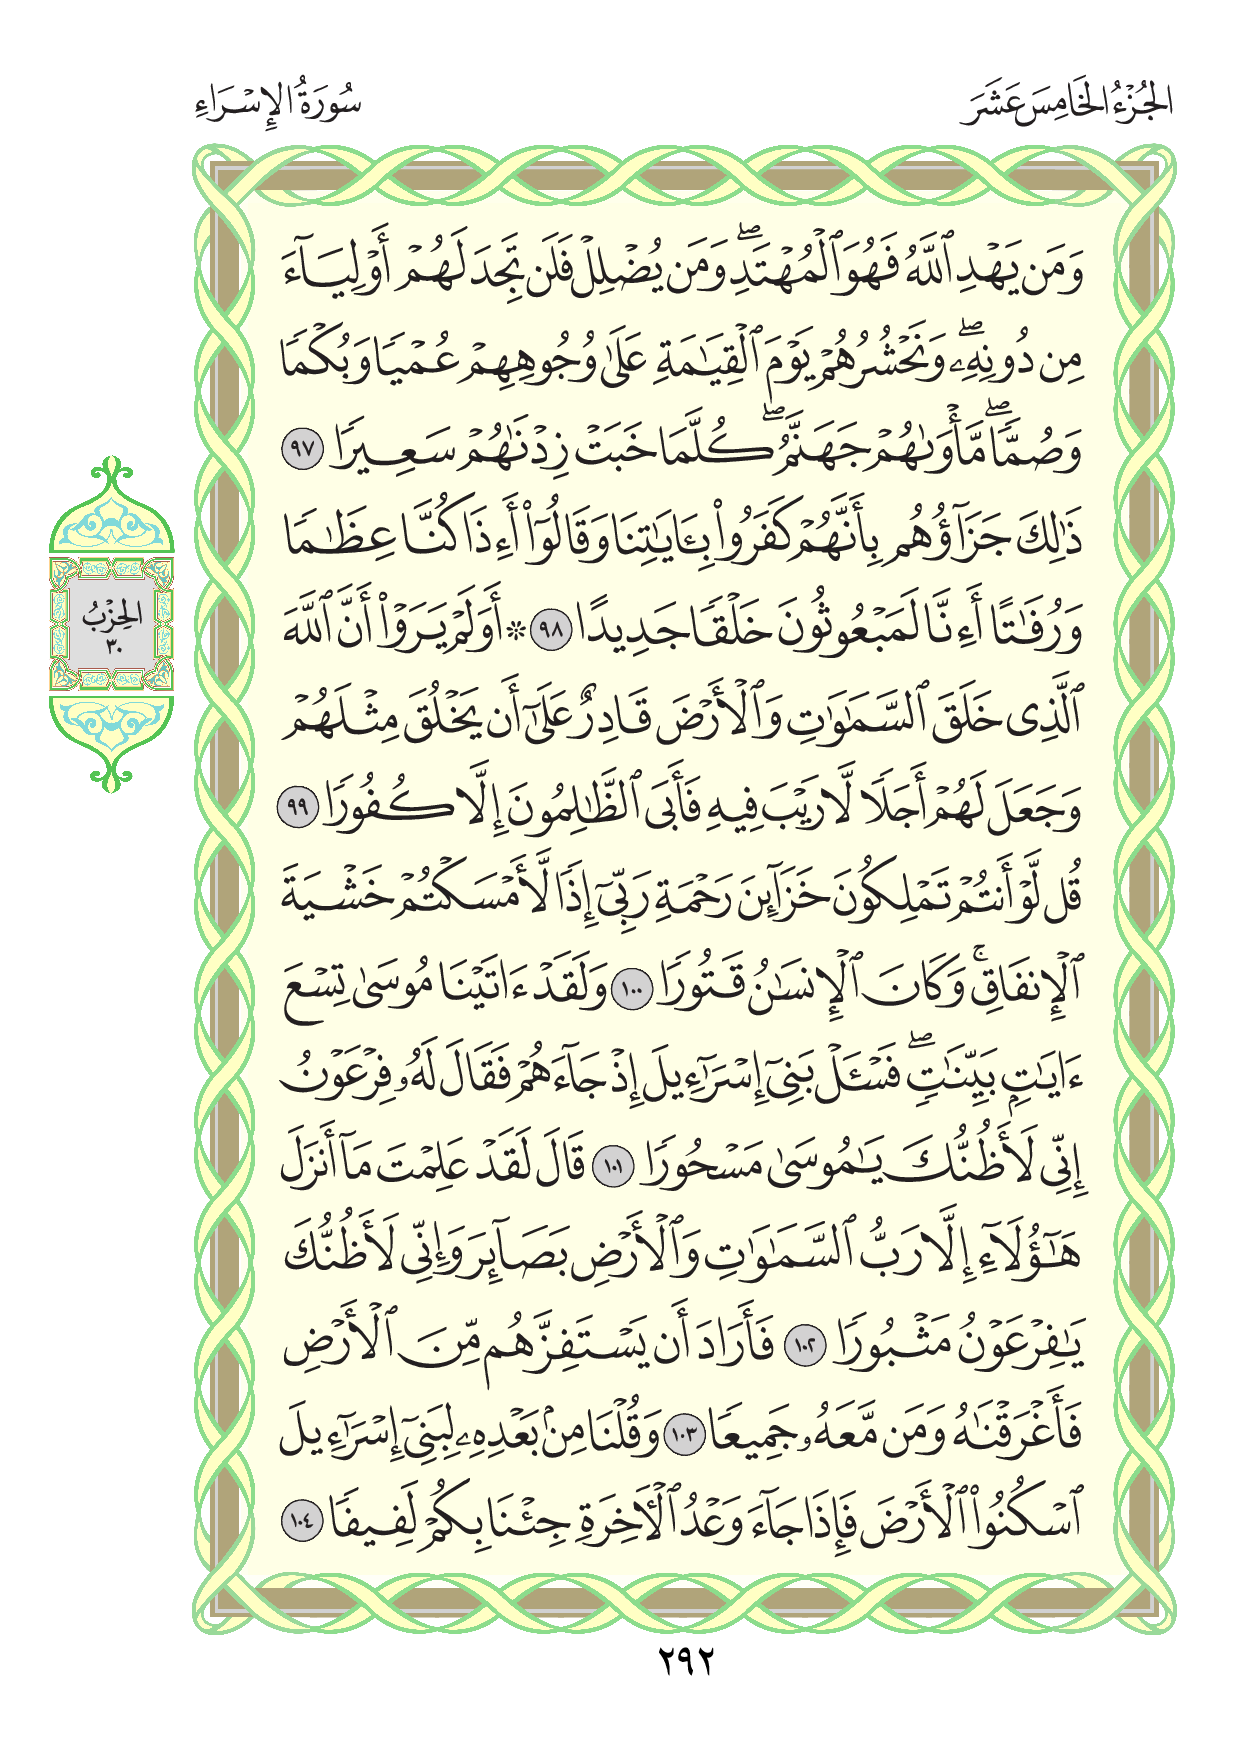 الجُزْءُ الخَامِسَ عَشَرَ
سُورَةُ الإِسْرَاءِ
وَمَن يَهْدِ ٱللَّهُ فَهُوَ ٱلْمُهْتَدِۖ وَمَن يُضْلِلْ فَلَن تَجِدَ لَهُمْ أَوْلِيَآءَ
مِن دُونِهِۦۖ وَنَحْشُرُهُمْ يَوْمَ ٱلْقِيَٰمَةِ عَلَىٰ وُجُوهِهِمْ عُمْيًا وَبُكْمًا
وَصُمًّاۖ مَّأْوَىٰهُمْ جَهَنَّمُۖ كُلَّمَا خَبَتْ زِدْنَٰهُمْ سَعِيرًا ٩٧
ذَٰلِكَ جَزَآؤُهُم بِأَنَّهُمْ كَفَرُوا۟ بِـَٔايَٰتِنَا وَقَالُوٓا۟ أَءِذَا كُنَّا عِظَٰمًا
وَرُفَٰتًا أَءِنَّا لَمَبْعُوثُونَ خَلْقًا جَدِيدًا ٩٨ ۞ أَوَلَمْ يَرَوْا۟ أَنَّ ٱللَّهَ
ٱلَّذِى خَلَقَ ٱلسَّمَٰوَٰتِ وَٱلْأَرْضَ قَادِرٌ عَلَىٰٓ أَن يَخْلُقَ مِثْلَهُمْ
وَجَعَلَ لَهُمْ أَجَلًا لَّا رَيْبَ فِيهِ فَأَبَى ٱلظَّٰلِمُونَ إِلَّا كُفُورًا ٩٩
قُل لَّوْ أَنتُمْ تَمْلِكُونَ خَزَآئِنَ رَحْمَةِ رَبِّىٓ إِذًا لَّأَمْسَكْتُمْ خَشْيَةَ
ٱلْإِنفَاقِۚ وَكَانَ ٱلْإِنسَٰنُ قَتُورًا ١٠٠ وَلَقَدْ ءَاتَيْنَا مُوسَىٰ تِسْعَ
ءَايَٰتٍۭ بَيِّنَٰتٍۖ فَسْـَٔلْ بَنِىٓ إِسْرَٰٓءِيلَ إِذْ جَآءَهُمْ فَقَالَ لَهُۥ فِرْعَوْنُ
إِنِّى لَأَظُنُّكَ يَٰمُوسَىٰ مَسْحُورًا ١٠١ قَالَ لَقَدْ عَلِمْتَ مَآ أَنزَلَ
هَٰٓؤُلَآءِ إِلَّا رَبُّ ٱلسَّمَٰوَٰتِ وَٱلْأَرْضِ بَصَآئِرَ وَإِنِّى لَأَظُنُّكَ
يَٰفِرْعَوْنُ مَثْبُورًا ١٠٢ فَأَرَادَ أَن يَسْتَفِزَّهُم مِّنَ ٱلْأَرْضِ
فَأَغْرَقْنَٰهُ وَمَن مَّعَهُۥ جَمِيعًا ١٠٣ وَقُلْنَا مِنۢ بَعْدِهِۦ لِبَنِىٓ إِسْرَٰٓءِيلَ
ٱسْكُنُوا۟ ٱلْأَرْضَ فَإِذَا جَآءَ وَعْدُ ٱلْـَٔاخِرَةِ جِئْنَا بِكُمْ لَفِيفًا ١٠٤
الحِزْبُ
٣٠
٢٩٢